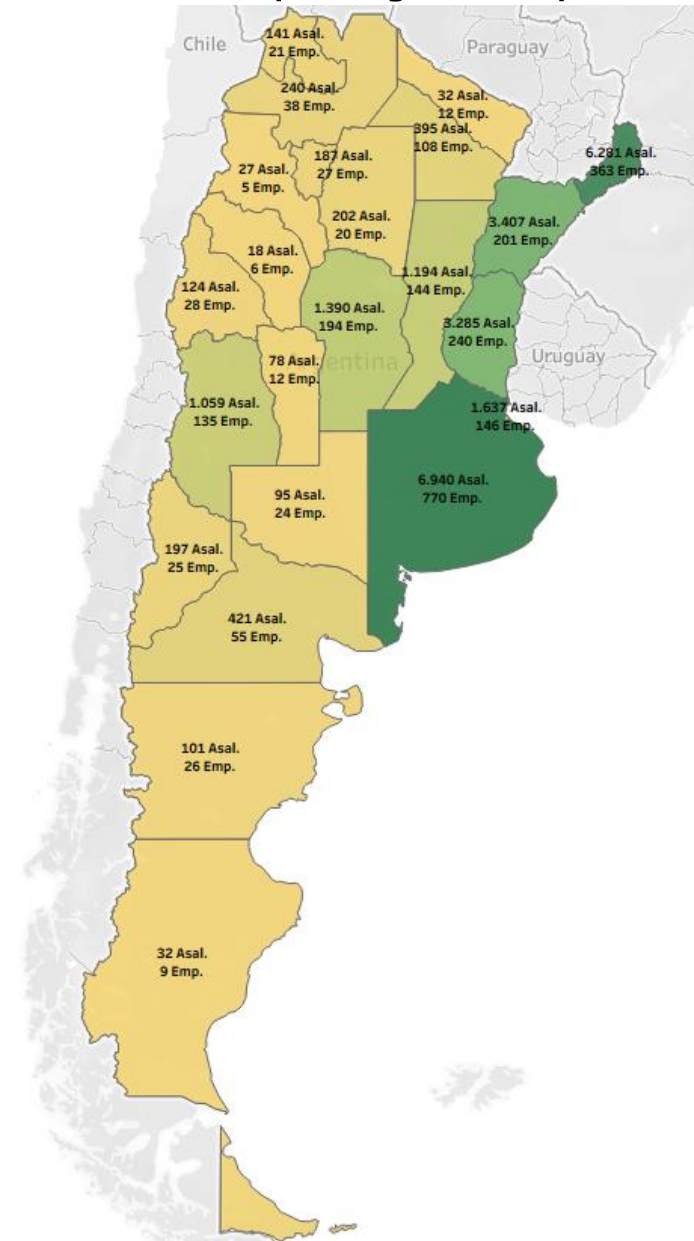 Chile
Paraguay
141 Asal.
21 Emp.
240 Asal.
38 Emp.
32 Asal.
12 Emp.
395 Asal.
108 Emp.
6.281 Asal.
363 Emp.
187 Asal.
27 Emp.
27 Asal.
5 Emp.
202 Asal.
20 Emp.
3.407 Asal.
201 Emp.
18 Asal.
6 Emp.
1.194 Asal.
144 Emp.
124 Asal.
28 Emp.
1.390 Asal.
194 Emp.
3.285 Asal.
240 Emp.
Uruguay
78 Asal.
12 Emp.
entina
1.059 Asal.
135 Emp.
1.637 Asal.
146 Emp.
6.940 Asal.
770 Emp.
95 Asal.
24 Emp.
197 Asal.
25 Emp.
421 Asal.
55 Emp.
101 Asal.
26 Emp.
32 Asal.
9 Emp.